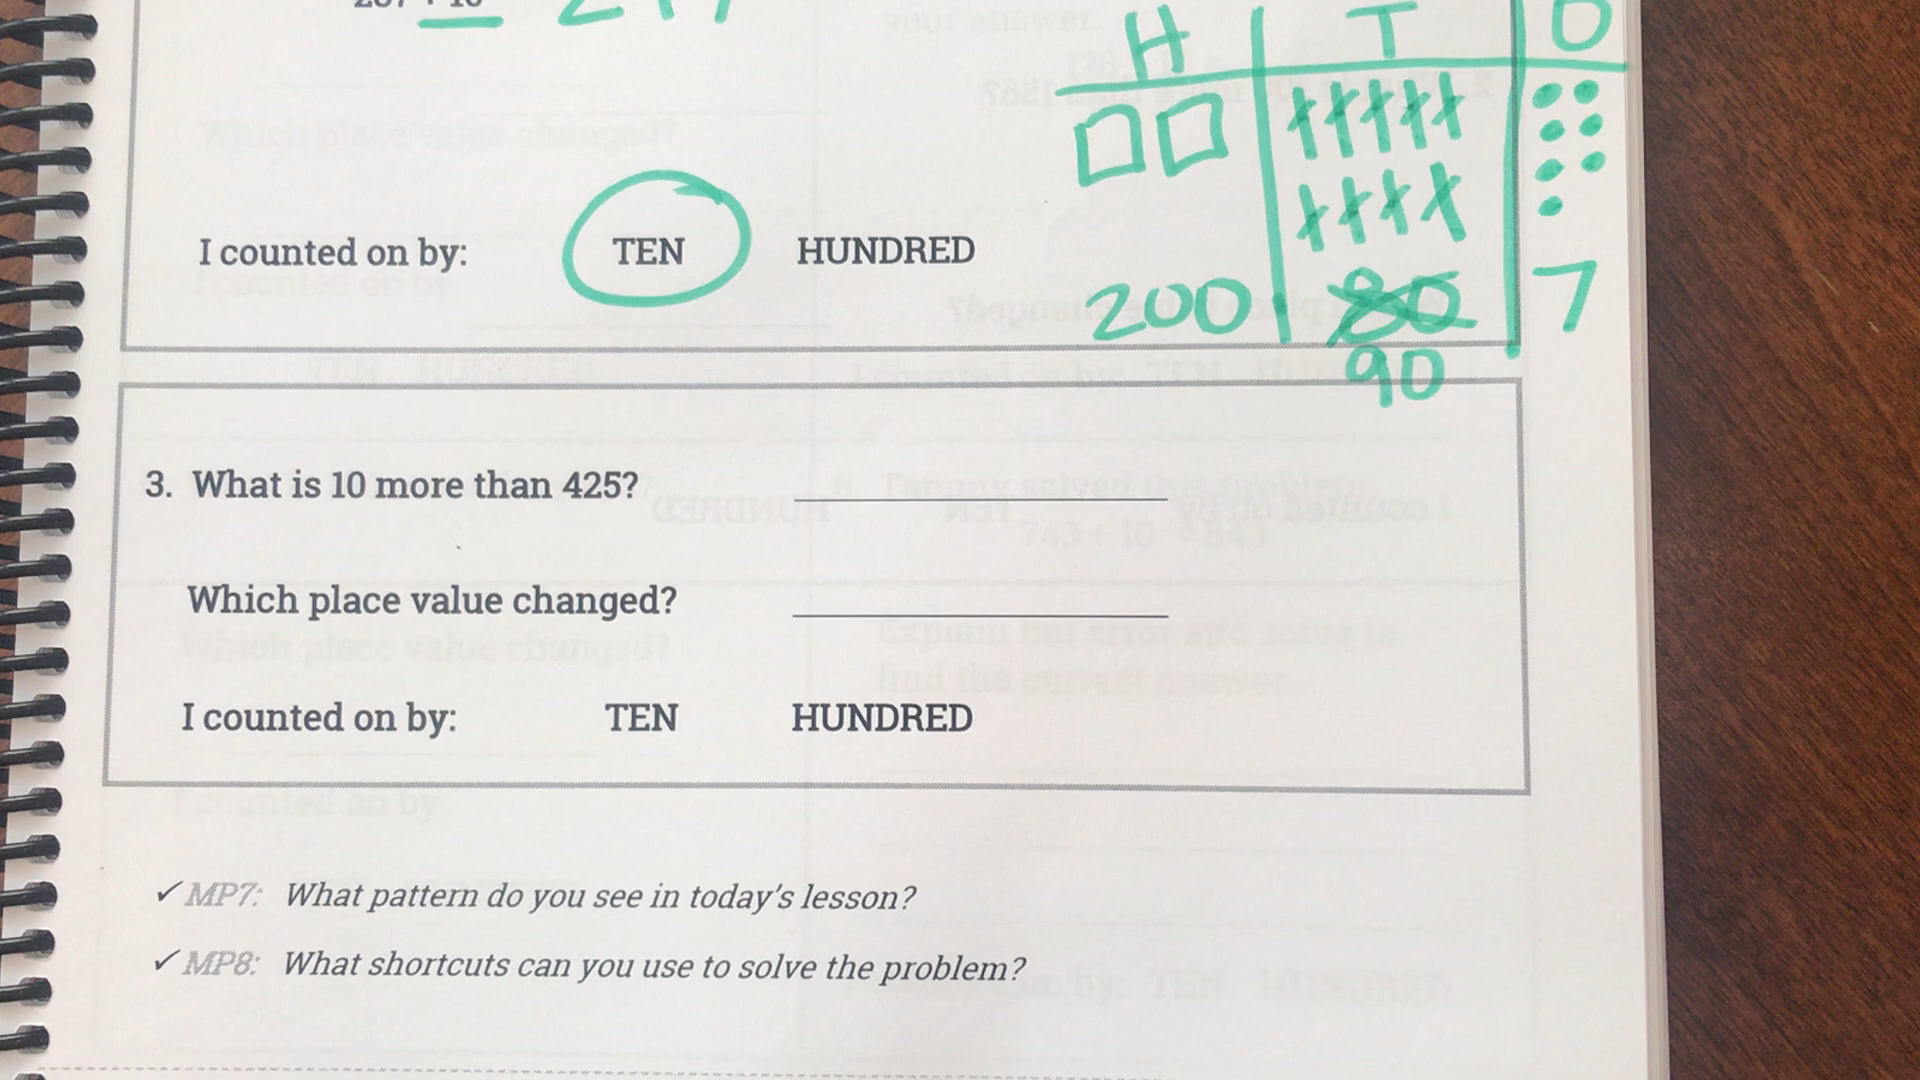 H T O
I counted on by: TEN HUNDRED
200 80 7
90
3. What is 10 more than 425?
Which place value changed?
I counted on by: TEN HUNDRED
✓ MP7: What pattern do you see in today's lesson?
✓ MP8: What shortcuts can you use to solve the problem?